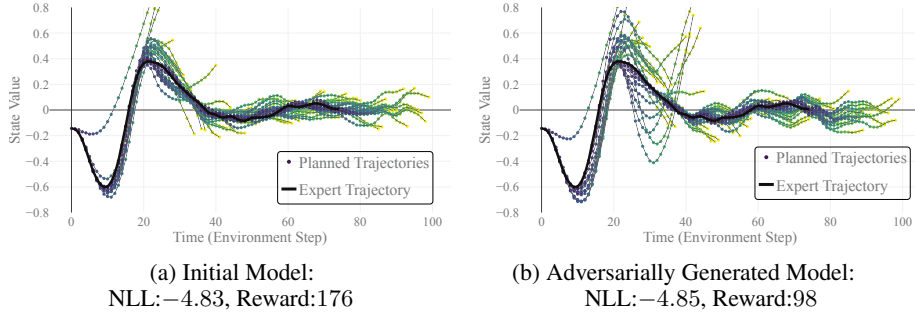 0.8
0.6
0.4
0.2
0
−0.2
−0.4
−0.6
−0.8
State Value
0 20 40 60 80 100
Time (Environment Step)
Planned Trajectories
Expert Trajectory
(a) Initial Model:
NLL:−4.83, Reward:176
0.8
0.6
0.4
0.2
0
−0.2
−0.4
−0.6
−0.8
State Value
0 20 40 60 80 100
Time (Environment Step)
Planned Trajectories
Expert Trajectory
(b) Adversarially Generated Model:
NLL:−4.85, Reward:98